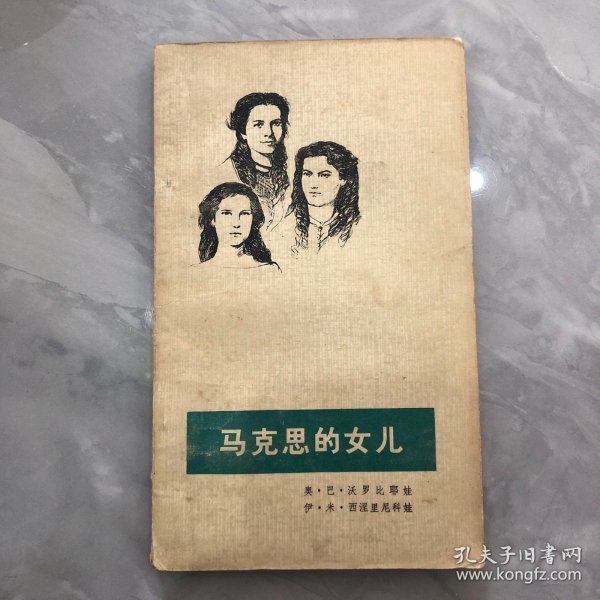 马克思的女儿
奥·巴·沃罗比耶娃
伊·米·西涅里尼科娃
孔夫子旧书网
www.kongfz.com